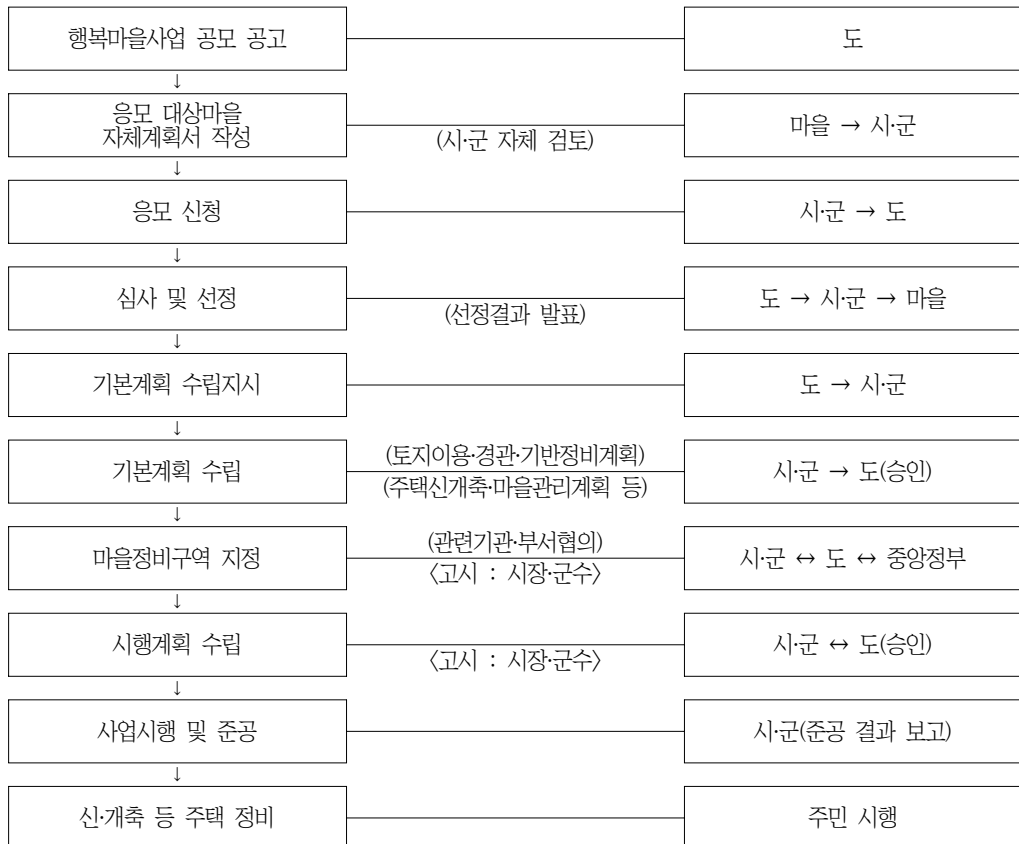 행복마을사업 공모 공고
도
↓
응모 대상마을
자체계획서 작성
(시·군 자체 검토)
마을 → 시·군
↓
응모 신청
시·군 → 도
↓
심사 및 선정
(선정결과 발표)
도 → 시·군 → 마을
↓
기본계획 수립지시
도 → 시·군
↓
기본계획 수립
(토지이용·경관·기반정비계획)
(주택신개축·마을관리계획 등)
시·군 → 도(승인)
↓
마을정비구역 지정
(관련기관·부서협의)
〈고시 : 시장·군수〉
시·군 ↔ 도 ↔ 중앙정부
↓
시행계획 수립
〈고시 : 시장·군수〉
시·군 ↔ 도(승인)
↓
사업시행 및 준공
시·군(준공 결과 보고)
↓
신·개축 등 주택 정비
주민 시행